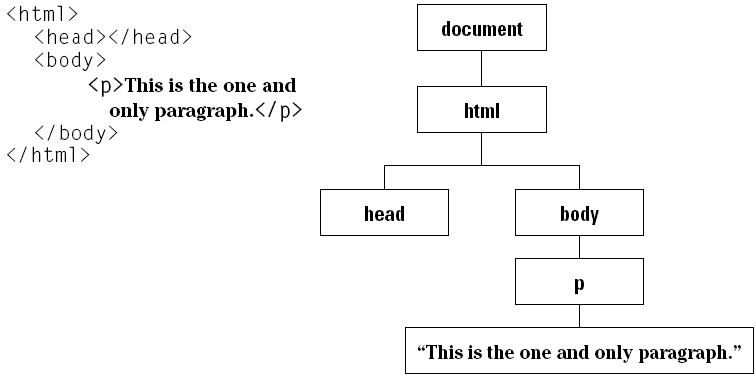 <html>
<head></head>
<body>
<p>This is the one and
only paragraph.</p>
</body>
</html>
document
html
head
body
p
“This is the one and only paragraph.”